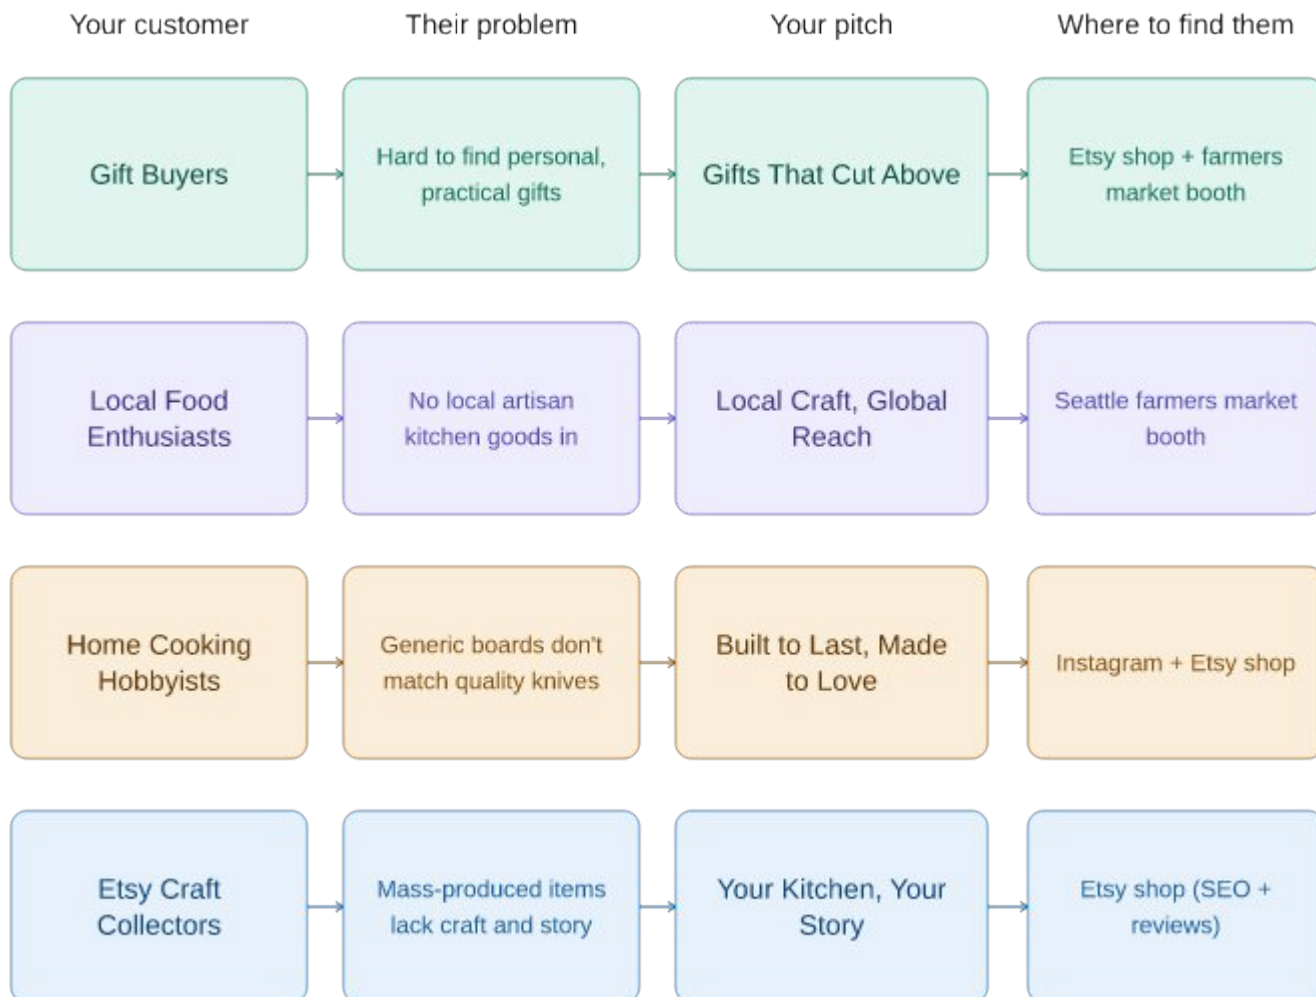 Your customer
Their problem
Your pitch
Where to find them
Gift Buyers
Hard to find personal,
practical gifts
Gifts That Cut Above
Etsy shop + farmers
market booth
Local Food
Enthusiasts
No local artisan
kitchen goods in
Local Craft, Global
Reach
Seattle farmers market
booth
Home Cooking
Hobbyists
Generic boards don't
match quality knives
Built to Last, Made
to Love
Instagram + Etsy shop
Etsy Craft
Collectors
Mass-produced items
lack craft and story
Your Kitchen, Your
Story
Etsy shop (SEO +
reviews)